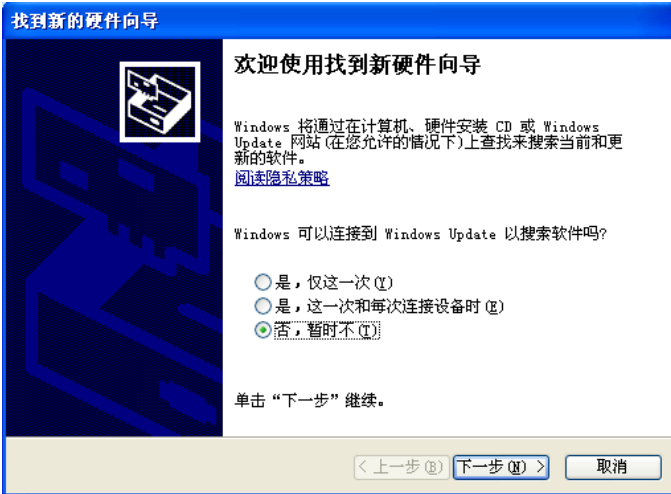 找到新的硬件向导
欢迎使用找到新硬件向导
Windows 将通过在计算机、硬件安装 CD 或 Windows
Update 网站(在您允许的情况下)上查找来搜索当前和更
新的软件。
阅读隐私策略
Windows 可以连接到 Windows Update 以搜索软件吗?
是，仅这一次(Y)
是，这一次和每次连接设备时(E)
否，暂时不(T)
单击“下一步”继续。
< 上一步(B) 下一步(N) > 取消